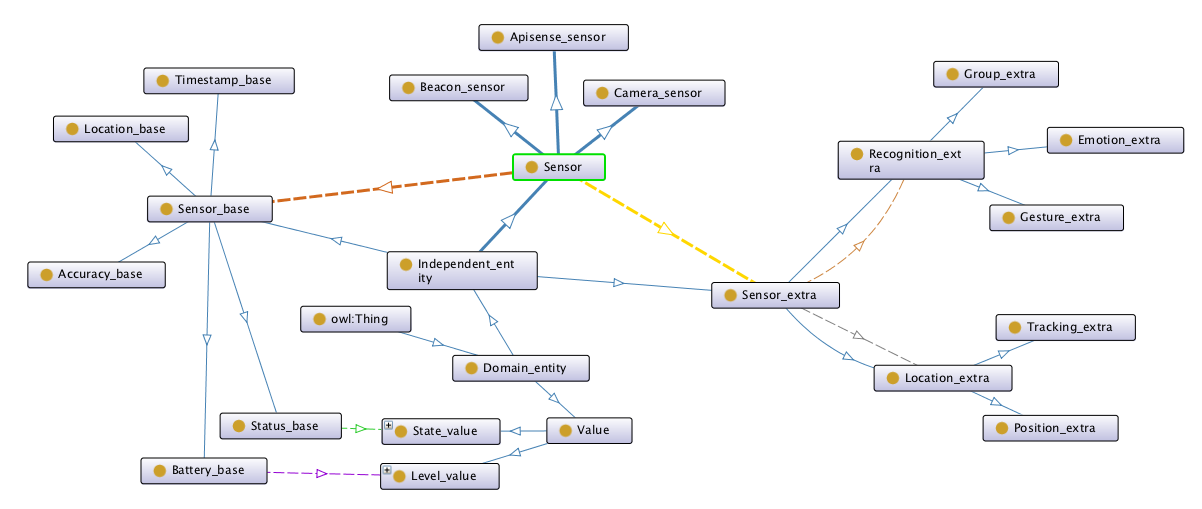 Apisense_sensor
Group_extra
Timestamp_base
Beacon_sensor
Camera_sensor
Location_base
Emotion_extra
Recognition_ext
ra
Sensor
Sensor_base
Gesture_extra
Accuracy_base
Independent_ent
ity
Sensor_extra
owl:Thing
Tracking_extra
Domain_entity
Location_extra
Status_base
State_value
Value
Position_extra
Battery_base
Level_value